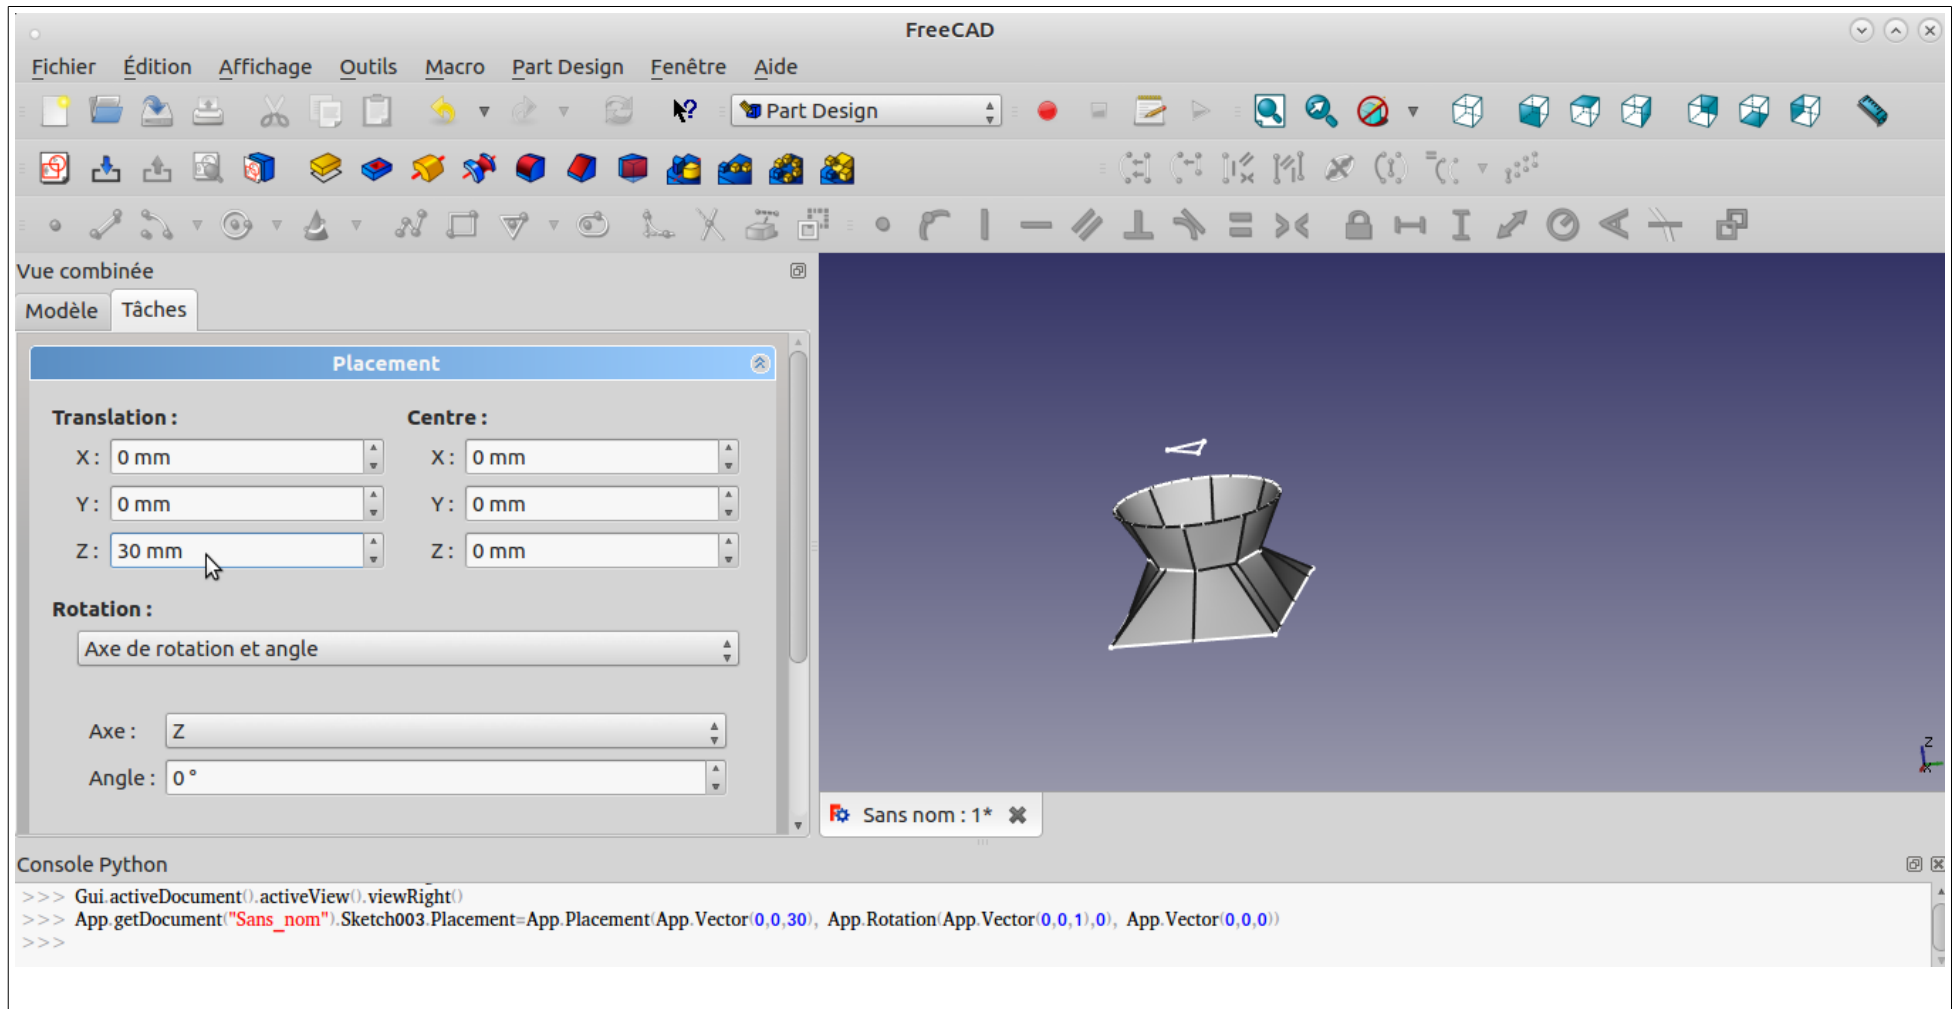 FreeCAD
Fichier Édition Affichage Outils Macro Part Design Fenêtre Aide
Part Design
Vue combinée
Modèle Tâches
Placement
Translation : Centre :
X : 0 mm X : 0 mm
Y : 0 mm Y : 0 mm
Z : 30 mm Z : 0 mm
Rotation :
Axe de rotation et angle
Axe : Z
Angle : 0 °
Z
X
Sans nom : 1*
Console Python
>>> Gui.activeDocument().activeView().viewRight()
>>> App.getDocument("Sans_nom").Sketch003.Placement=App.Placement(App.Vector(0,0,30), App.Rotation(App.Vector(0,0,1),0), App.Vector(0,0,0))
>>>